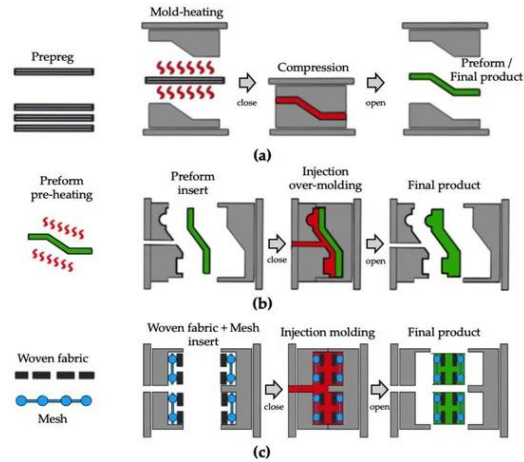 Mold-heating
Prepreg
Compression
Preform /
Final product
close
open
(a)
Preform
pre-heating
Preform
insert
Injection
over-molding
Final product
close
open
(b)
Woven fabric + Mesh
insert
Injection molding
Final product
Woven fabric
Mesh
close
open
(c)